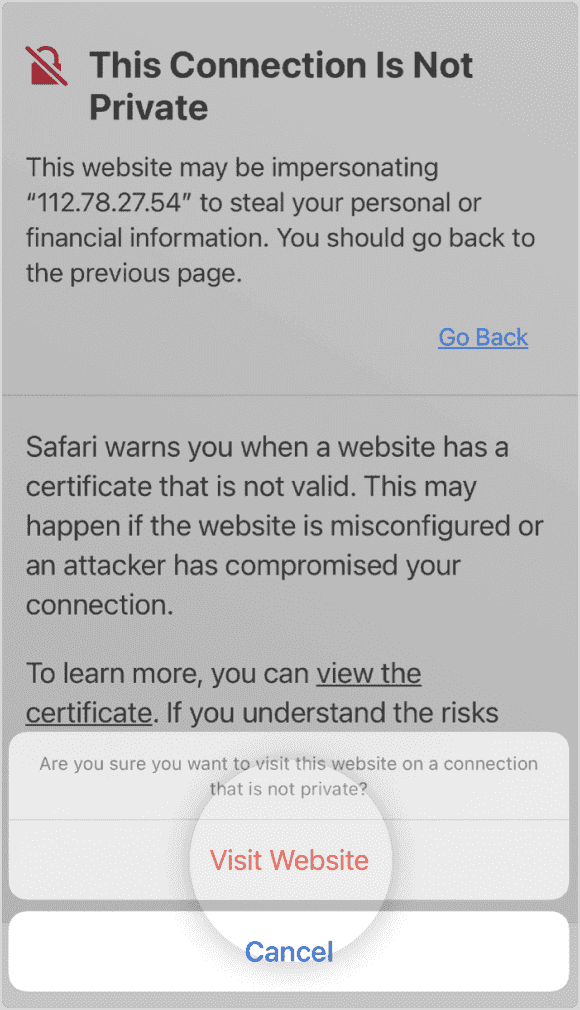 This Connection Is Not
Private
This website may be impersonating
“112.78.27.54” to steal your personal or
financial information. You should go back to
the previous page.
Go Back
Safari warns you when a website has a
certificate that is not valid. This may
happen if the website is misconfigured or
an attacker has compromised your
connection.
To learn more, you can view the
certificate. If you understand the risks
Are you sure you want to visit this website on a connection
that is not private?
Visit Website
Cancel